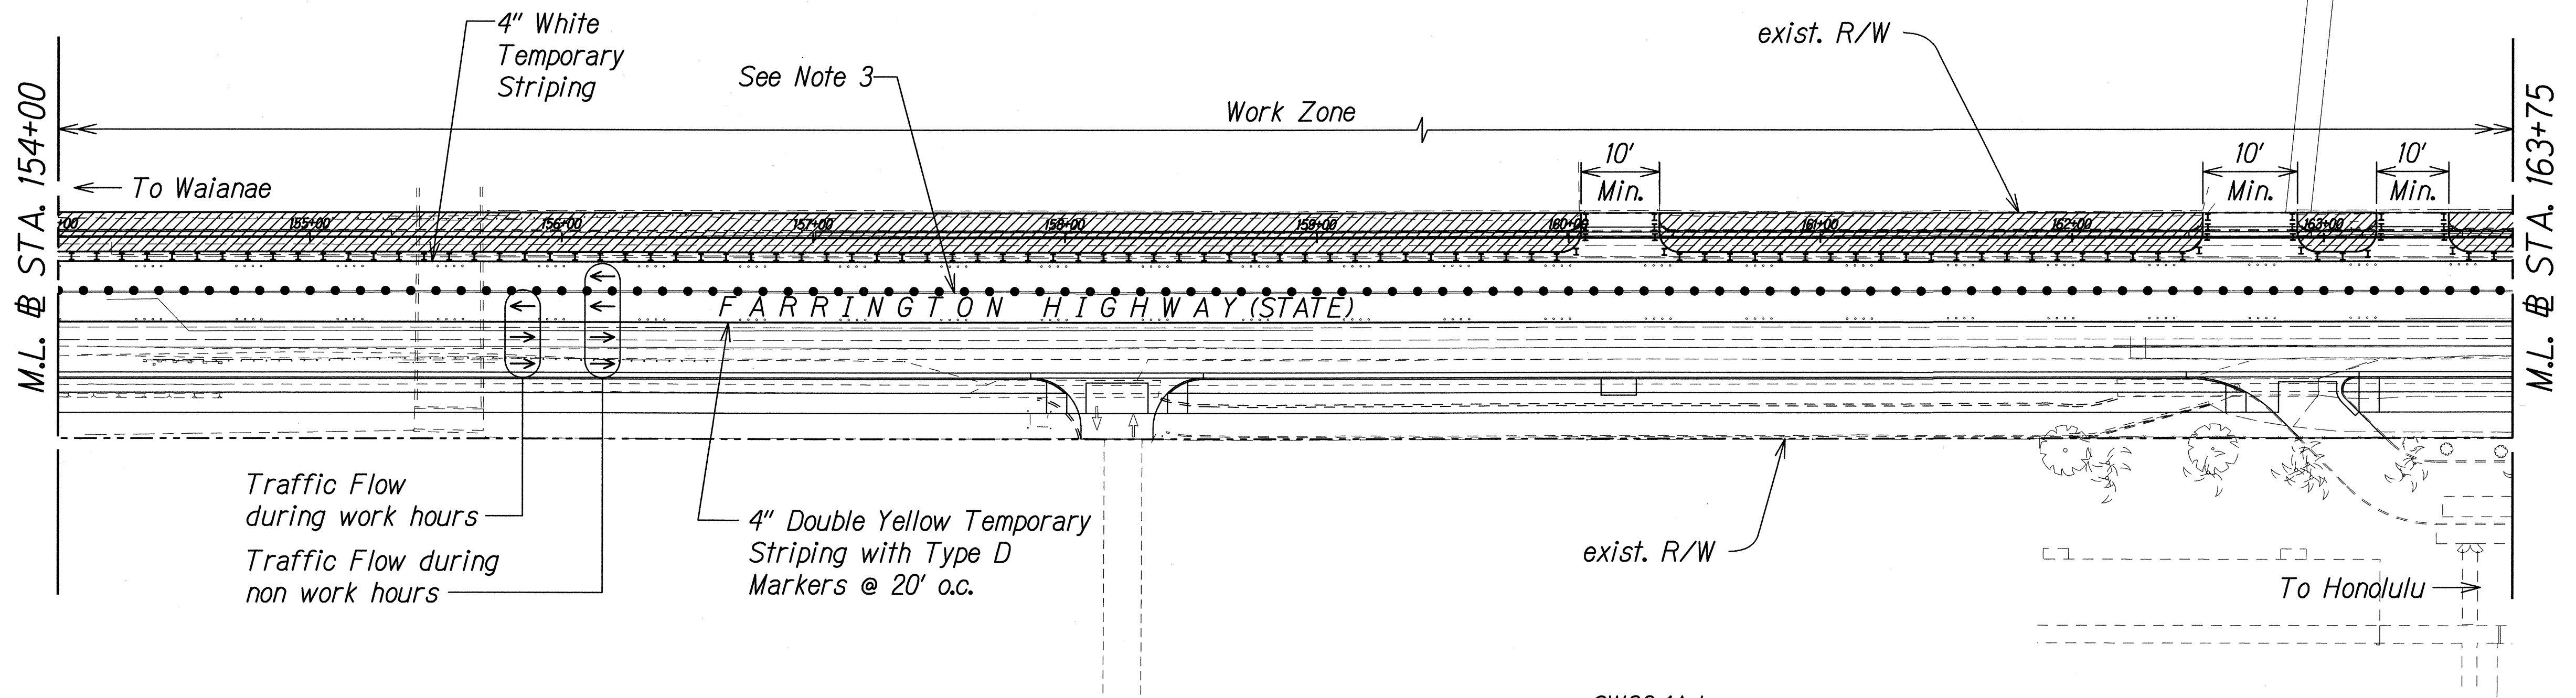 4" White
Temporary
Striping
See Note 3
exist. R/W
Work Zone
To Waianae
10'
Min.
10'
Min.
10'
Min.
M.L. ⅊ STA. 154+00
M.L. ⅊ STA. 163+75
+00
155+00
156+00
157+00
158+00
159+00
160+00
161+00
162+00
163+00
FARRINGTON HIGHWAY (STATE)
Traffic Flow
during work hours
Traffic Flow during
non work hours
4" Double Yellow Temporary
Striping with Type D
Markers @ 20' o.c.
exist. R/W
To Honolulu